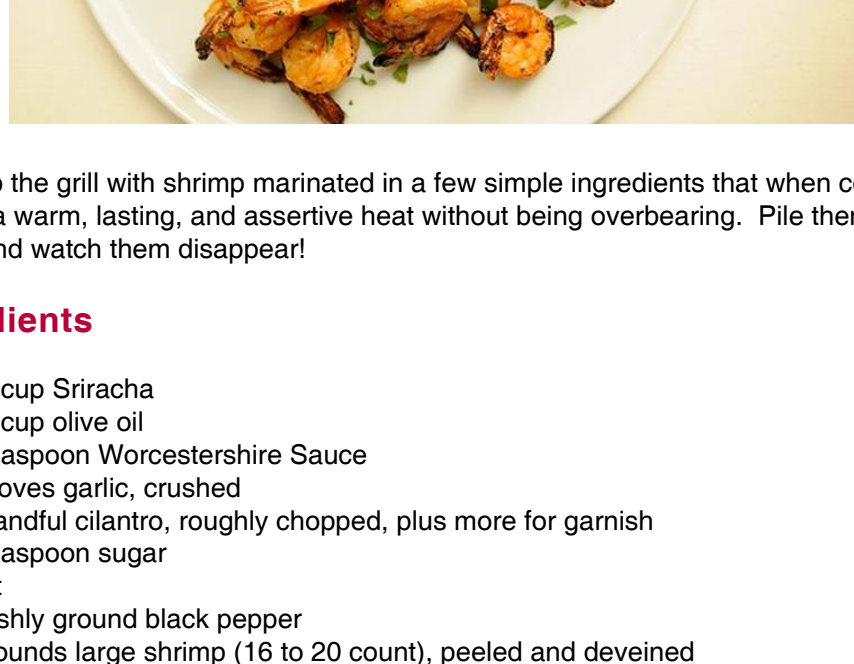 the grill with shrimp marinated in a few simple ingredients that when
a warm, lasting, and assertive heat without being overbearing. Pile
nd watch them disappear!
dients
cup Sriracha
cup olive oil
aspoon Worcestershire Sauce
oves garlic, crushed
andful cilantro, roughly chopped, plus more for garnish
aspoon sugar
shly ground black pepper
ounds large shrimp (16 to 20 count), peeled and deveined